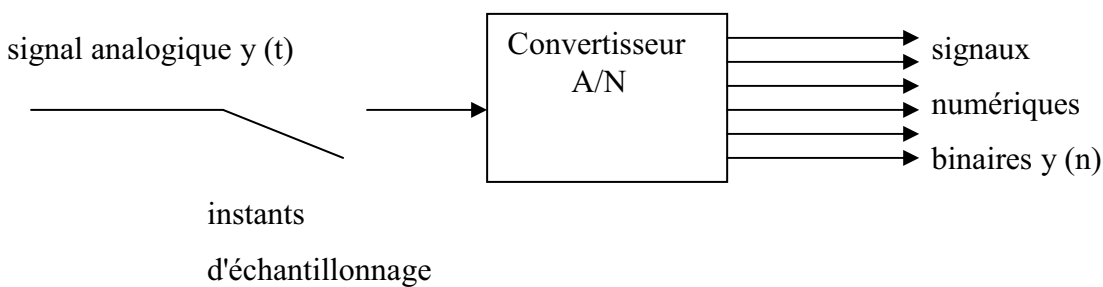 signal analogique y (t)
Convertisseur
A/N
signaux
numériques
binaires y (n)
instants
d'échantillonnage